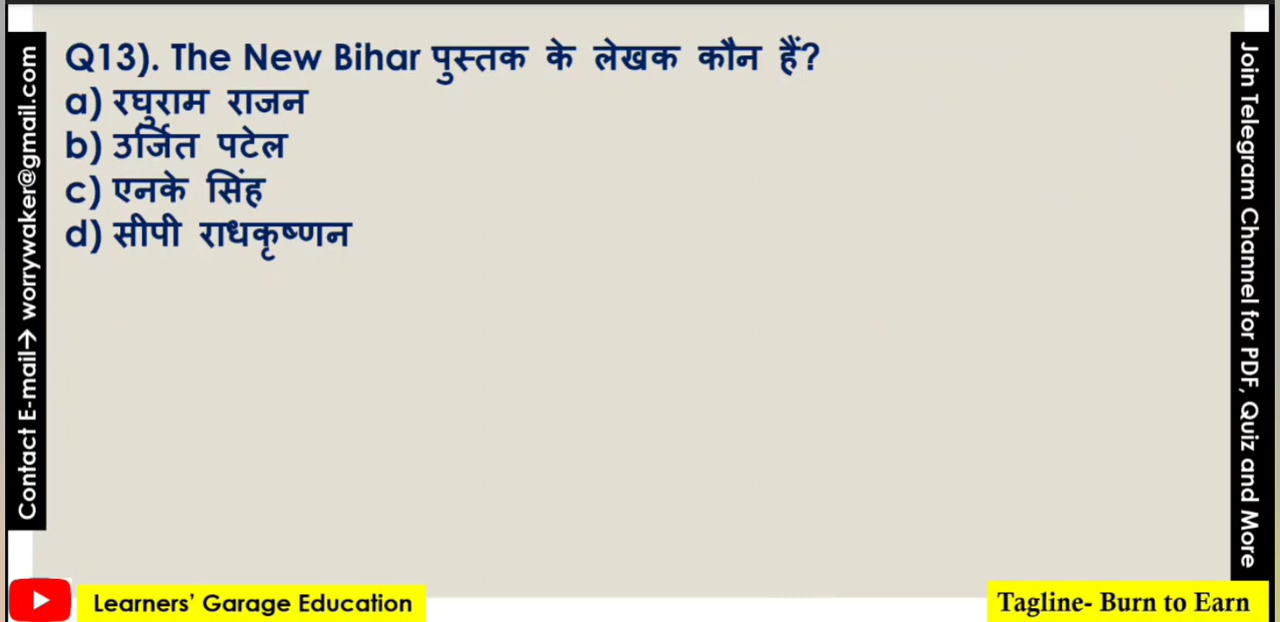 Q13). The New Bihar पुस्तक के लेखक कौन हैं?
a) रघुराम राजन
b) उर्जित पटेल
c) एनके सिंह
d) सीपी राधकृष्णन
Contact E-mail→ worrywaker@gmail.com
Join Telegram Channel for PDF, Quiz and More
Learners’ Garage Education
Tagline- Burn to Earn